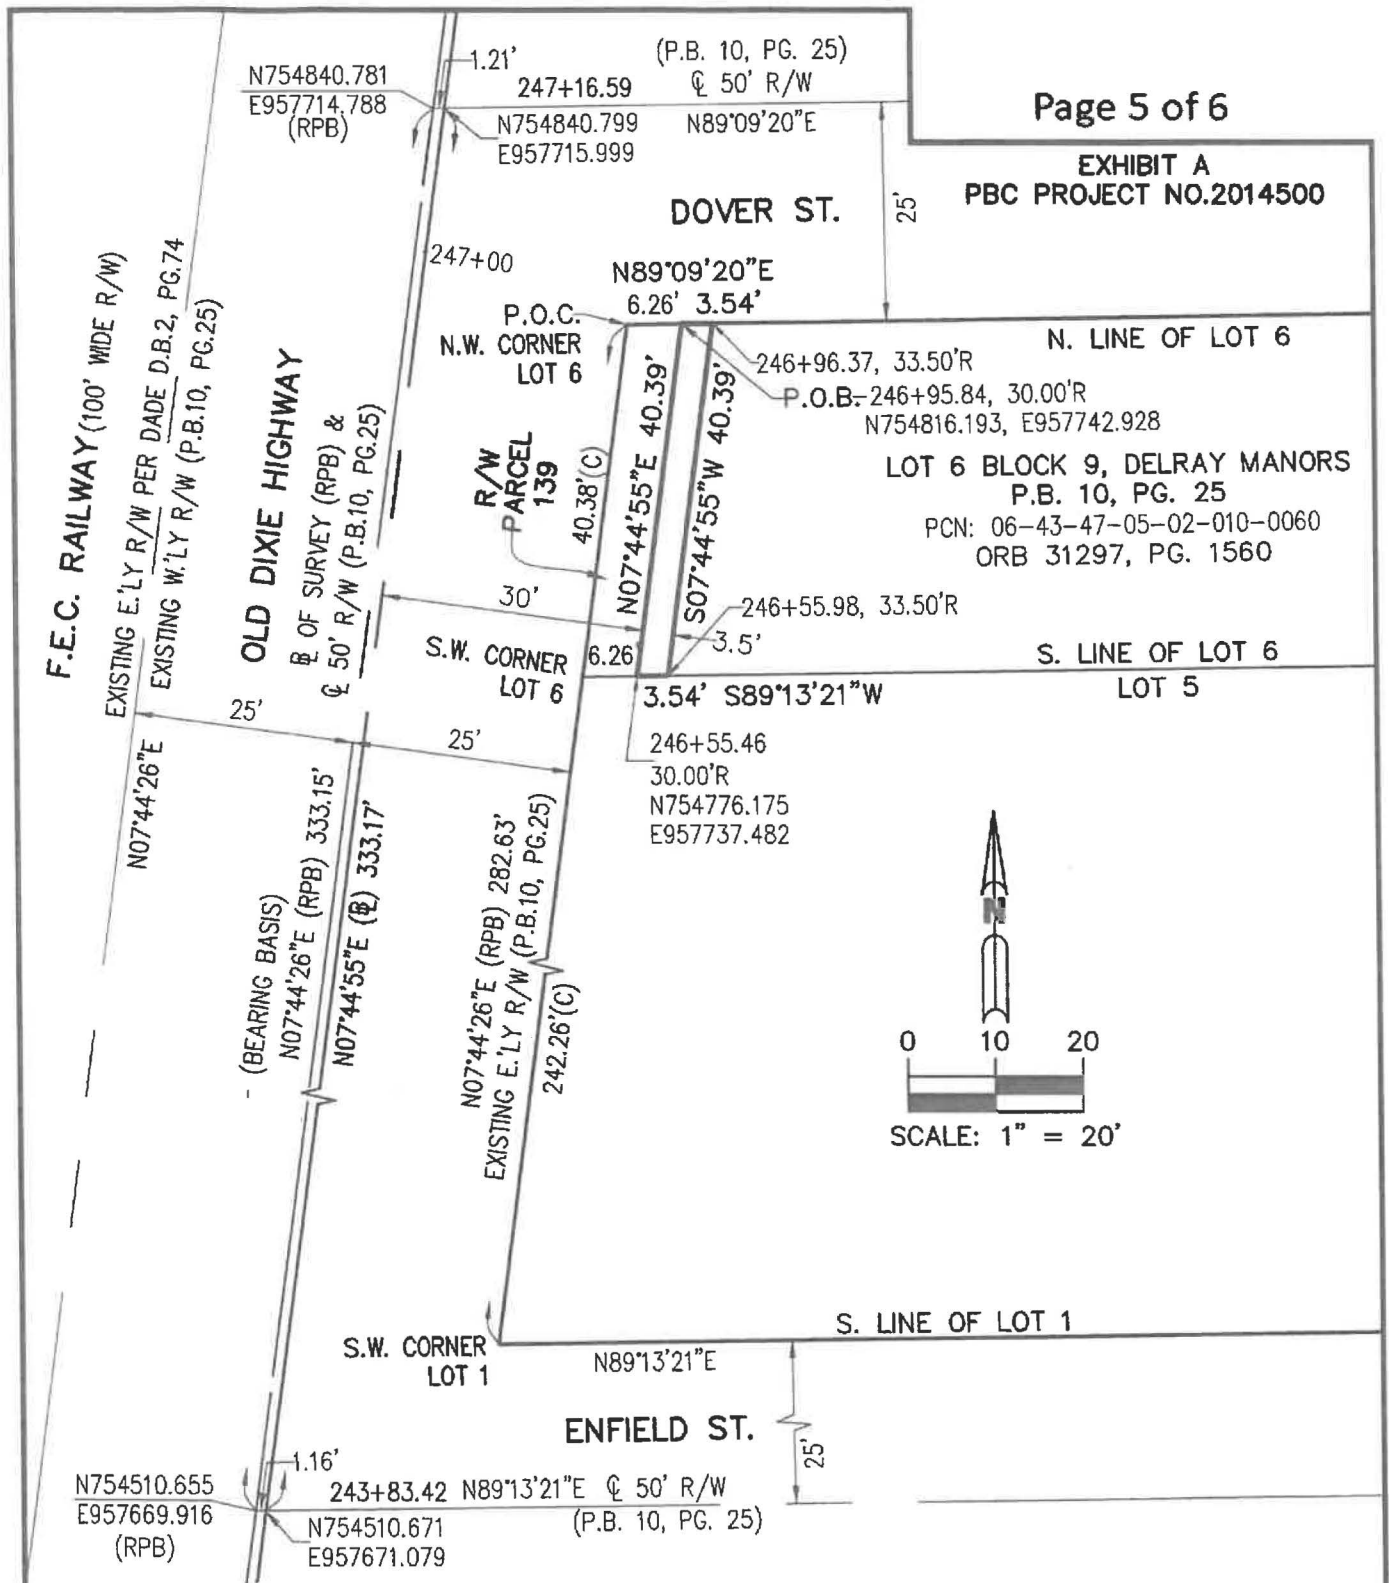 Page 5 of 6
EXHIBIT A
PBC PROJECT NO.2014500
N754840.781
E957714.788
(RPB)
1.21'
247+16.59
N754840.799
E957715.999
(P.B. 10, PG. 25)
℄ 50' R/W
N89°09'20"E
25'
DOVER ST.
247+00
N89°09'20"E
6.26' 3.54'
P.O.C.
N.W. CORNER
LOT 6
N. LINE OF LOT 6
246+96.37, 33.50'R
P.O.B. 246+95.84, 30.00'R
N754816.193, E957742.928
LOT 6 BLOCK 9, DELRAY MANORS
P.B. 10, PG. 25
PCN: 06-43-47-05-02-010-0060
ORB 31297, PG. 1560
F.E.C. RAILWAY (100' WIDE R/W)
EXISTING E.'LY R/W PER DADE D.B.2, PG.74
EXISTING W.'LY R/W (P.B.10, PG.25)
OLD DIXIE HIGHWAY
B̲L OF SURVEY (RPB) &
℄ 50' R/W (P.B.10, PG.25)
R/W
PARCEL
139
40.38'(C)
N07°44'55"E 40.39'
S07°44'55"W 40.39'
30'
246+55.98, 33.50'R
3.5'
S.W. CORNER
LOT 6
6.26
S. LINE OF LOT 6
LOT 5
3.54' S89°13'21"W
246+55.46
30.00'R
N754776.175
E957737.482
25'
25'
N07°44'26"E
(BEARING BASIS)
N07°44'26"E (RPB) 333.15'
N07°44'55"E (BL) 333.17'
N07°44'26"E (RPB) 282.63'
EXISTING E.'LY R/W (P.B.10, PG.25)
242.26'(C)
N
0 10 20
SCALE: 1" = 20'
S.W. CORNER
LOT 1
S. LINE OF LOT 1
N89°13'21"E
ENFIELD ST.
25'
N754510.655
E957669.916
(RPB)
1.16'
243+83.42 N89°13'21"E ℄ 50' R/W
(P.B. 10, PG. 25)
N754510.671
E957671.079